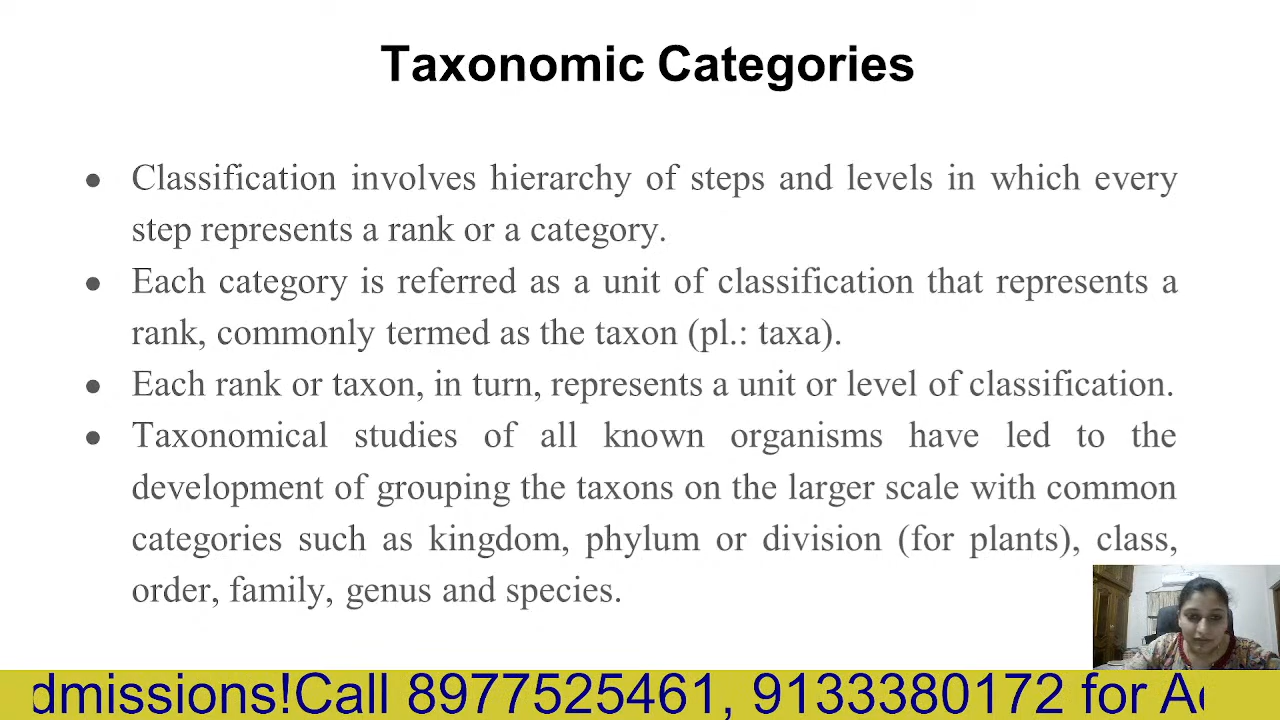 Taxonomic Categories
● Classification involves hierarchy of steps and levels in which every
step represents a rank or a category.
● Each category is referred as a unit of classification that represents a
rank, commonly termed as the taxon (pl.: taxa).
● Each rank or taxon, in turn, represents a unit or level of classification.
● Taxonomical studies of all known organisms have led to the
development of grouping the taxons on the larger scale with common
categories such as kingdom, phylum or division (for plants), class,
order, family, genus and species.
dmissions!Call 8977525461, 9133380172 for A